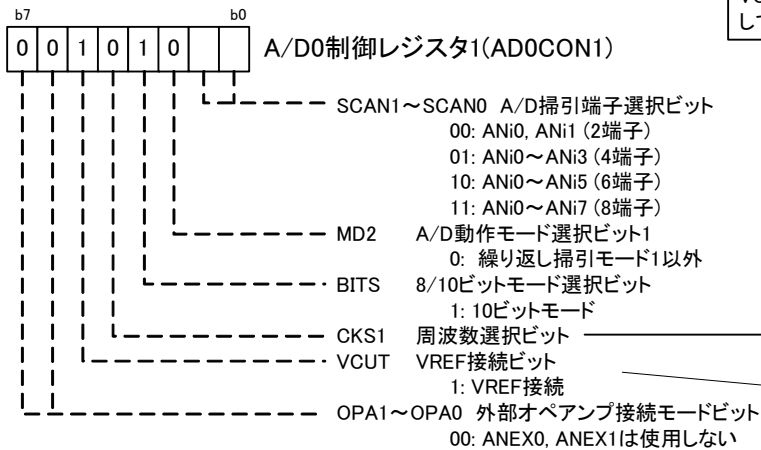 b7 b0
0 0 1 0 1 0 A/D0制御レジスタ1(AD0CON1)
SCAN1～SCAN0 A/D掃引端子選択ビット
00: ANi0, ANi1 (2端子)
01: ANi0～ANi3 (4端子)
10: ANi0～ANi5 (6端子)
11: ANi0～ANi7 (8端子)
MD2 A/D動作モード選択ビット1
0: 繰り返し掃引モード1以外
BITS 8/10ビットモード選択ビット
1: 10ビットモード
CKS1 周波数選択ビット
VCUT VREF接続ビット
1: VREF接続
OPA1～OPA0 外部オペアンプ接続モードビット
00: ANEX0, ANEX1は使用しない